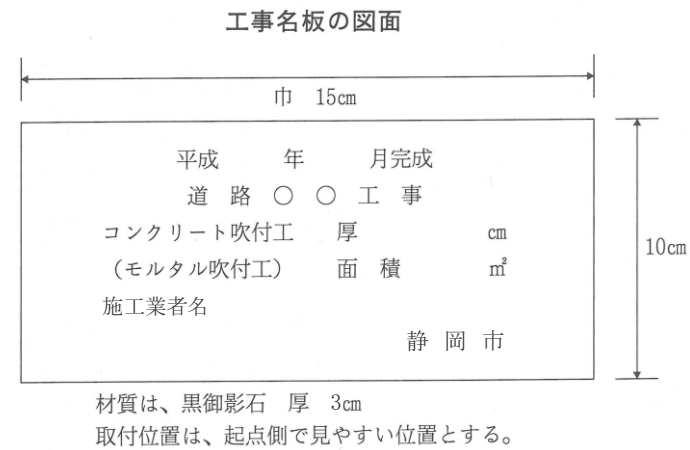 工事名板の図面
巾 15㎝
平成 年 月完成
道 路 ○ ○ 工 事
コンクリート吹付工 厚 ㎝
(モルタル吹付工) 面 積 ㎡
施工業者名
静 岡 市
10㎝
材質は、黒御影石 厚 3㎝
取付位置は、起点側で見やすい位置とする。